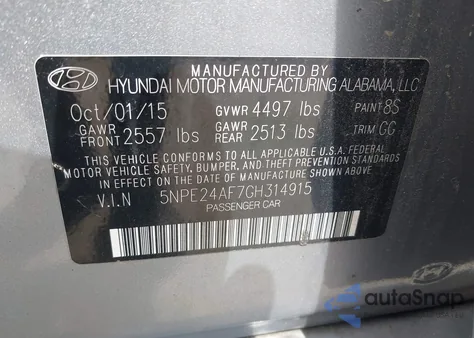 MANUFACTURED BY
HYUNDAI MOTOR MANUFACTURING ALABAMA, LLC
Oct/01/15 GVWR 4497 lbs PAINT 8S
GAWR FRONT 2557 lbs GAWR REAR 2513 lbs TRIM GG
THIS VEHICLE CONFORMS TO ALL APPLICABLE U.S.A. FEDERAL
MOTOR VEHICLE SAFETY, BUMPER, AND THEFT PREVENTION STANDARDS
IN EFFECT ON THE DATE OF MANUFACTURE SHOWN ABOVE.
V.I.N 5NPE24AF7GH314915
PASSENGER CAR
autoSnap